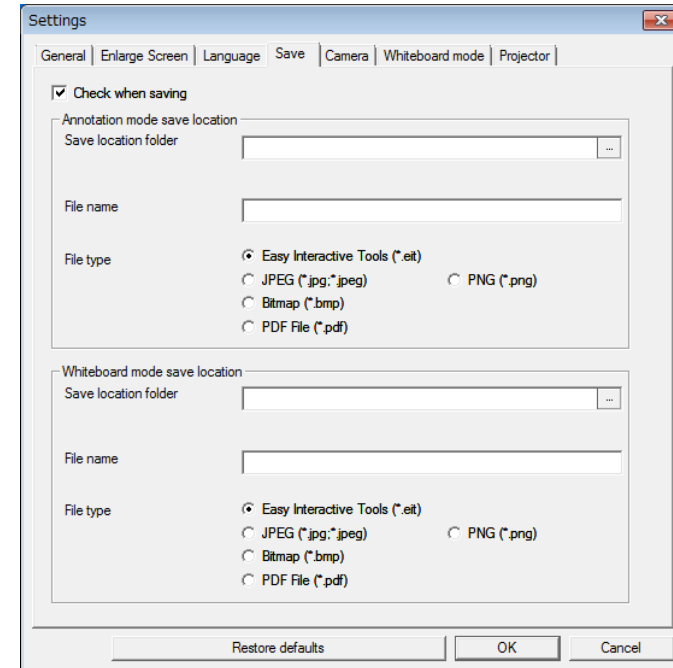 Settings
General Enlarge Screen Language Save Camera Whiteboard mode Projector
Check when saving
Annotation mode save location
Save location folder
...
File name
File type
Easy Interactive Tools (*.eit)
JPEG (*.jpg;*.jpeg) PNG (*.png)
Bitmap (*.bmp)
PDF File (*.pdf)
Whiteboard mode save location
Save location folder
...
File name
File type
Easy Interactive Tools (*.eit)
JPEG (*.jpg;*.jpeg) PNG (*.png)
Bitmap (*.bmp)
PDF File (*.pdf)
Restore defaults OK Cancel